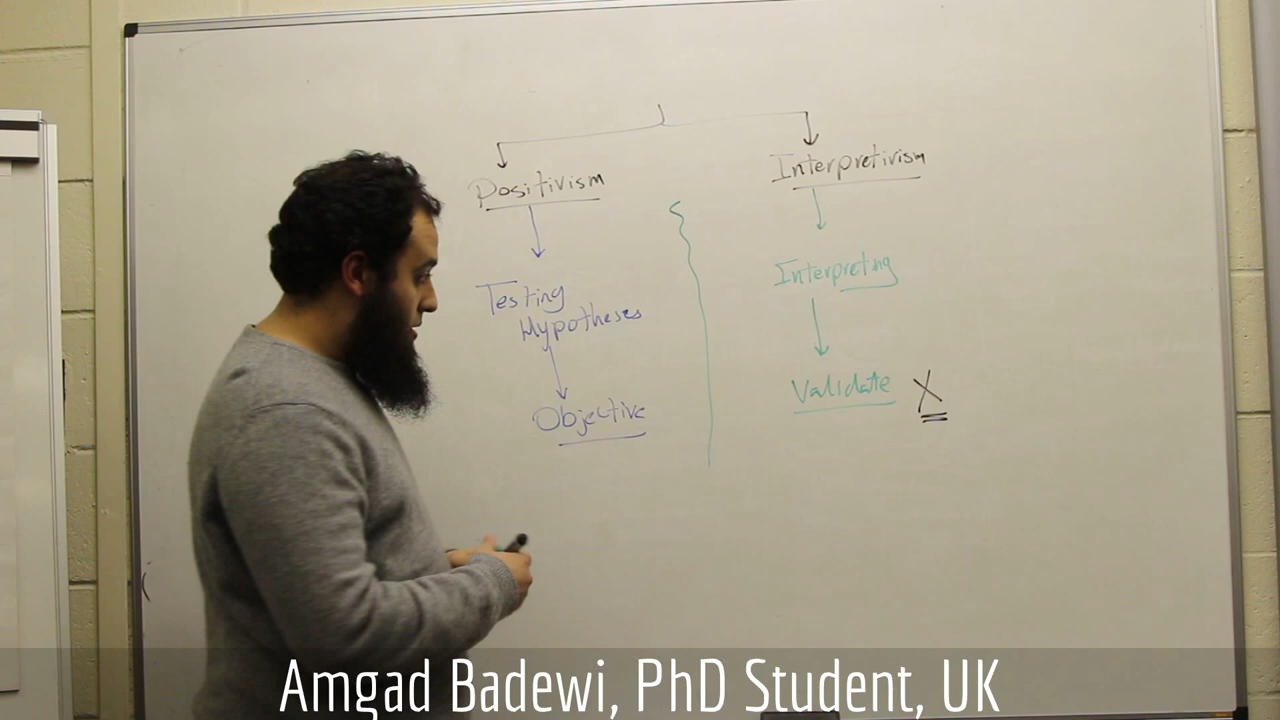 Positivism
Testing
Hypotheses
Objective
Interpretivism
Interpreting
Validate X
Amgad Badewi, PhD Student, UK